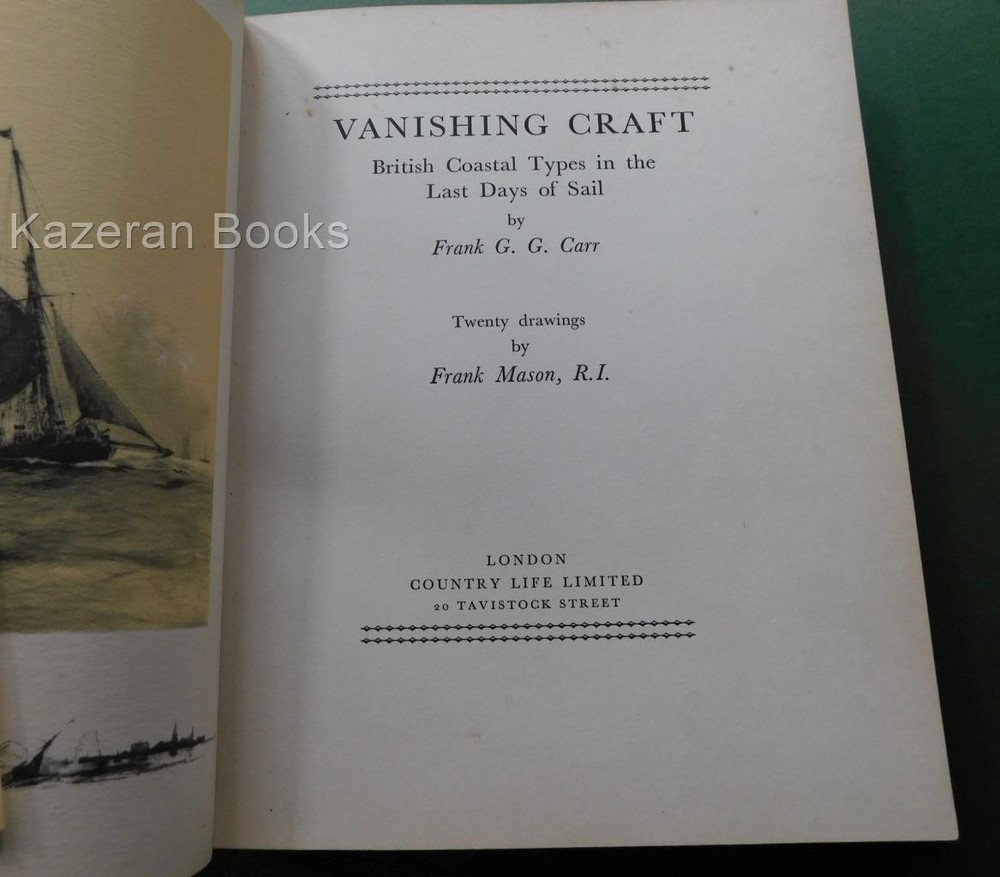 VANISHING CRAFT
British Coastal Types in the
Last Days of Sail
by
Frank G. G. Carr
Twenty drawings
by
Frank Mason, R.I.
LONDON
COUNTRY LIFE LIMITED
20 TAVISTOCK STREET
Kazeran Books